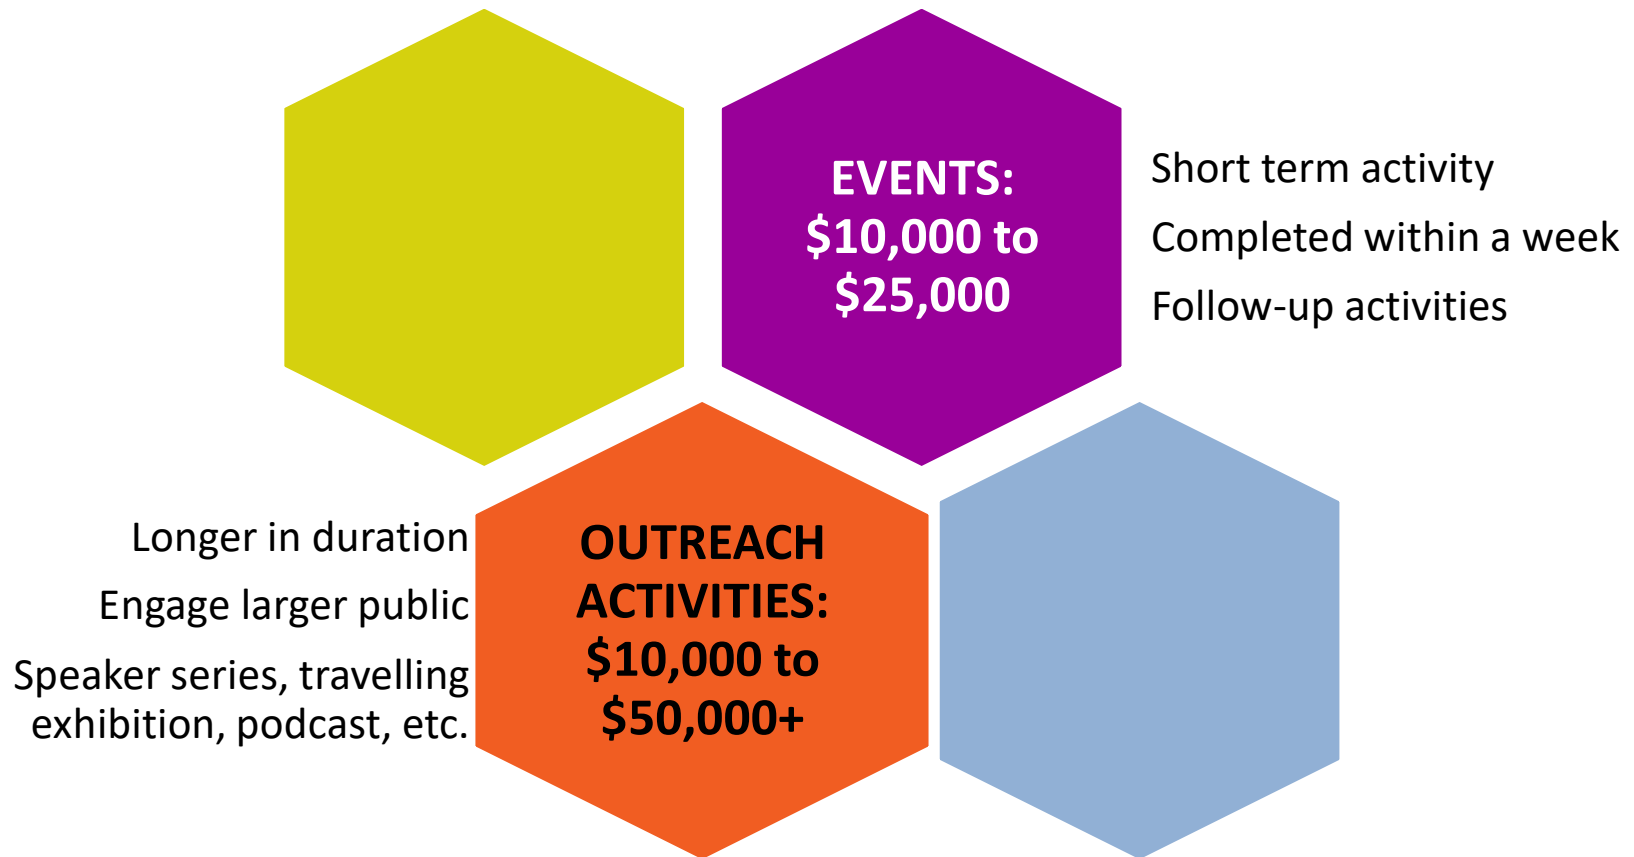 EVENTS:
$10,000 to
$25,000
Short term activity
Completed within a week
Follow-up activities
Longer in duration
Engage larger public
Speaker series, travelling
exhibition, podcast, etc.
OUTREACH
ACTIVITIES:
$10,000 to
$50,000+